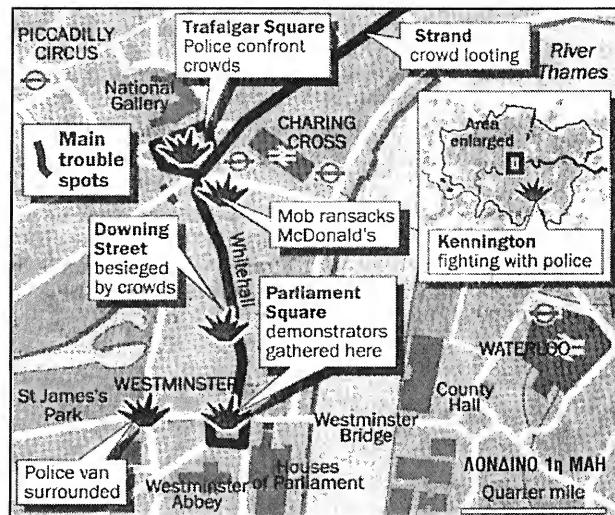 PICCADILLY
CIRCUS
Trafalgar Square
Police confront
crowds
Strand
crowd looting
River
Thames
National
Gallery
Main
trouble
spots
CHARING
CROSS
Area
enlarged
Mob ransacks
McDonald's
Kennington
fighting with police
Downing
Street
besieged
by crowds
Whitehall
Parliament
Square
demonstrators
gathered here
WATERLOO
St James's
Park
WESTMINSTER
County
Hall
Westminster
Bridge
Police van
surrounded
Westminster
Abbey
Houses
of Parliament
ΛΟΝΔΙΝΟ 1η ΜΑΗ
Quarter mile